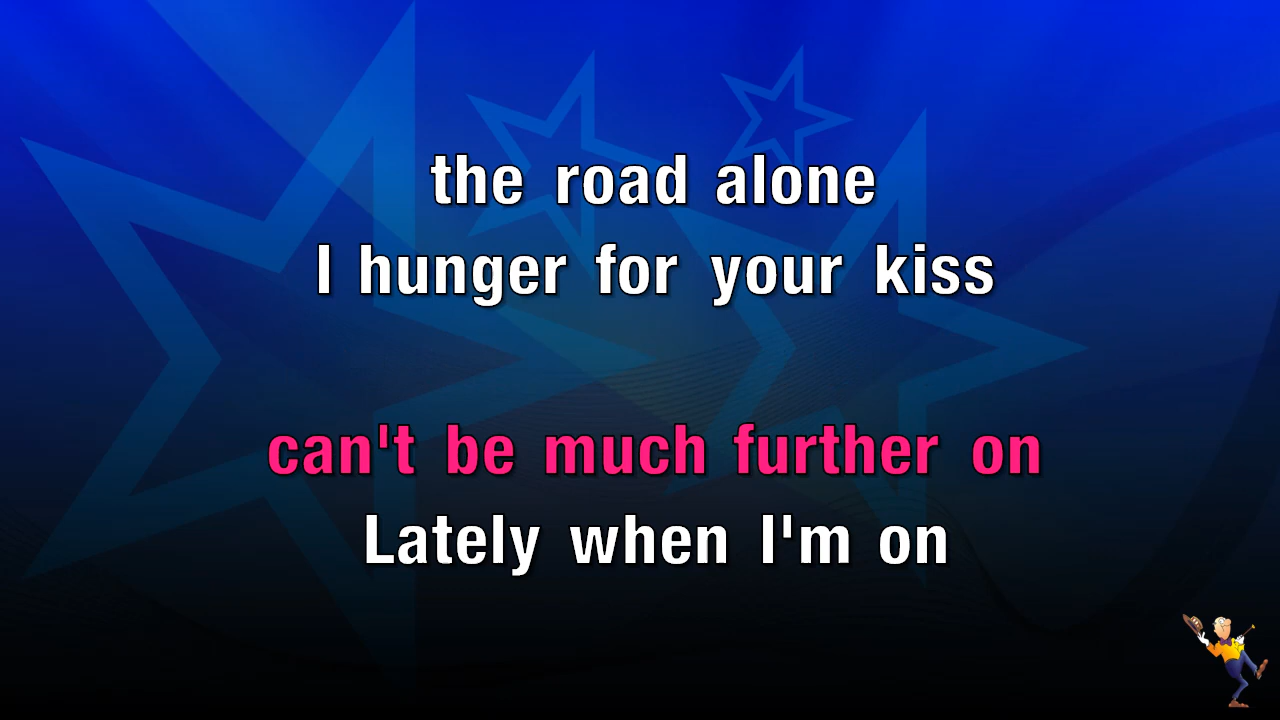 the road alone
I hunger for your kiss
can't be much further on
Lately when I'm on